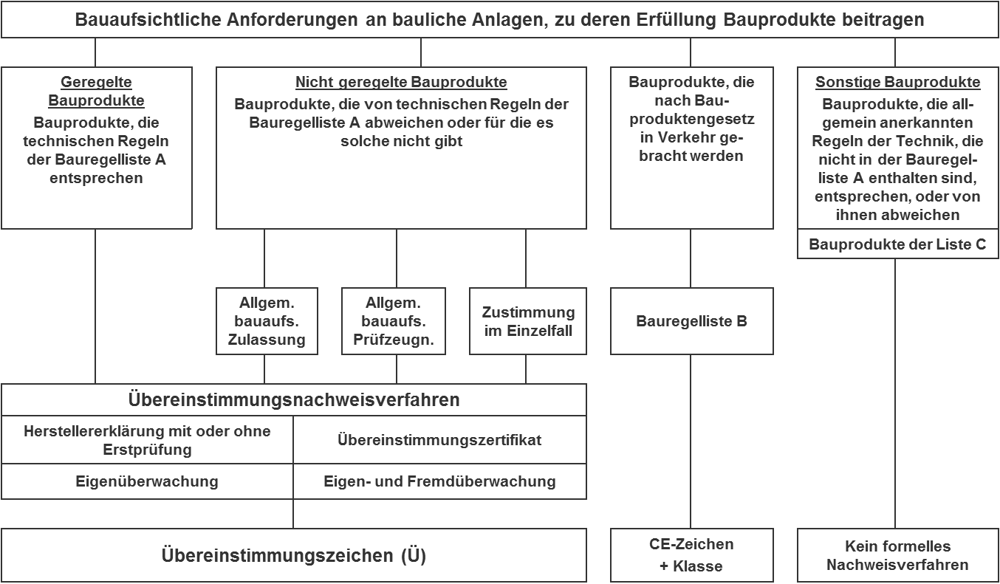 Bauaufsichtliche Anforderungen an bauliche Anlagen, zu deren Erfüllung Bauprodukte beitragen
Geregelte
Bauprodukte
Bauprodukte, die
technischen Regeln
der Bauregelliste A
entsprechen
Nicht geregelte Bauprodukte
Bauprodukte, die von technischen Regeln der
Bauregelliste A abweichen oder für die es
solche nicht gibt
Bauprodukte, die
nach Bau-
produktengesetz
in Verkehr ge-
bracht werden
Sonstige Bauprodukte
Bauprodukte, die all-
gemein anerkannten
Regeln der Technik, die
nicht in der Bauregel-
liste A enthalten sind,
entsprechen, oder von
ihnen abweichen
Bauprodukte der Liste C
Allgem.
bauaufs.
Zulassung
Allgem.
bauaufs.
Prüfzeugn.
Zustimmung
im Einzelfall
Bauregelliste B
Übereinstimmungsnachweisverfahren
Herstellererklärung mit oder ohne
Erstprüfung
Übereinstimmungszertifikat
Eigenüberwachung
Eigen- und Fremdüberwachung
Übereinstimmungszeichen (Ü)
CE-Zeichen
+ Klasse
Kein formelles
Nachweisverfahren